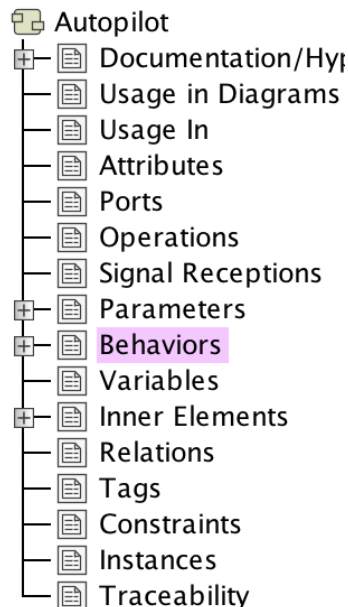 Autopilot
Documentation/Hyp
Usage in Diagrams
Usage In
Attributes
Ports
Operations
Signal Receptions
Parameters
Behaviors
Variables
Inner Elements
Relations
Tags
Constraints
Instances
Traceability